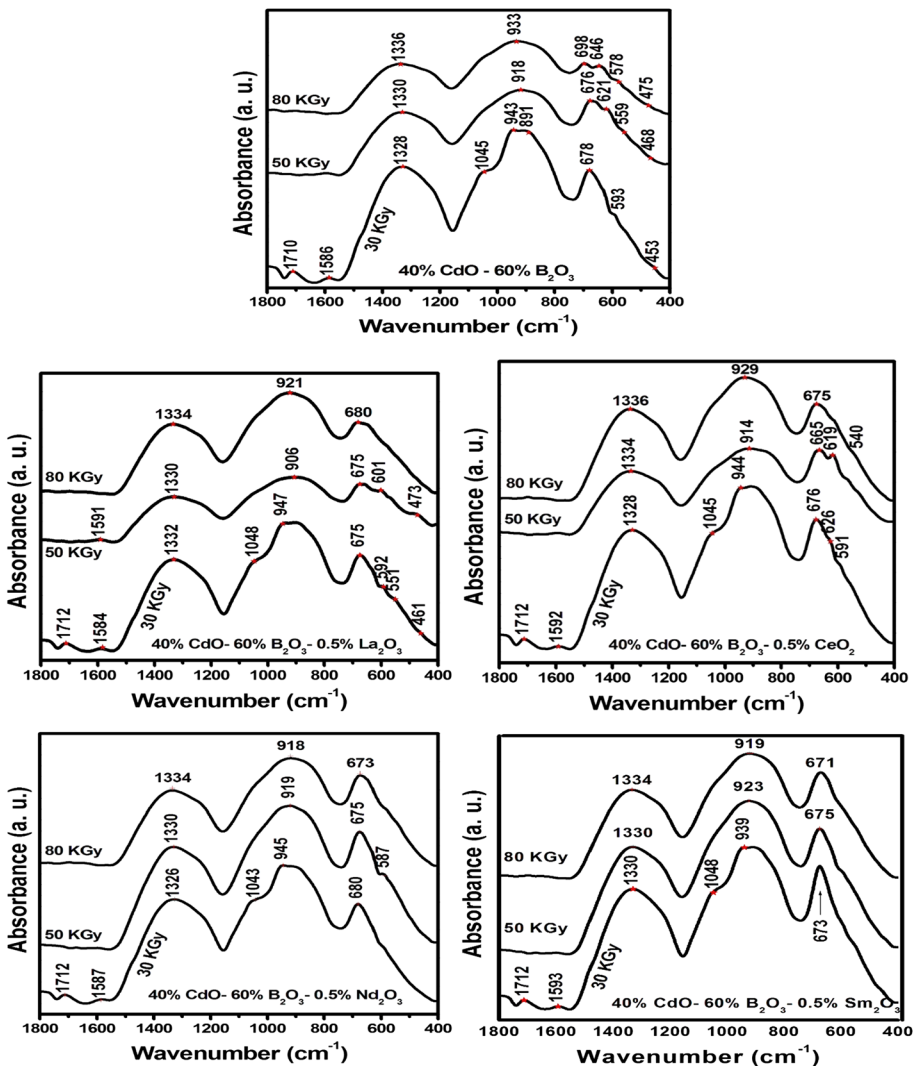 Absorbance (a. u.)
1336
933
698
646
578
475
80 KGy
1330
918
676
621
559
468
50 KGy
1328
1045
943
891
678
593
453
30 KGy
1710
1586
40% CdO - 60% B₂O₃
1800 1600 1400 1200 1000 800 600 400
Wavenumber (cm⁻¹)
Absorbance (a. u.)
1334
921
680
80 KGy
1591
1330
906
675
601
473
50 KGy
1332
1048
947
675
592
551
461
30 KGy
1712
1584
40% CdO- 60% B₂O₃- 0.5% La₂O₃
1800 1600 1400 1200 1000 800 600 400
Wavenumber (cm⁻¹)
Absorbance (a. u.)
1336
929
675
540
80 KGy
1334
914
665
619
50 KGy
1328
1045
944
676
626
591
30 KGy
1712
1592
40% CdO- 60% B₂O₃- 0.5% CeO₂
1800 1600 1400 1200 1000 800 600 400
Wavenumber (cm⁻¹)
Absorbance (a. u.)
1334
918
673
80 KGy
1330
919
675
587
50 KGy
1326
1043
945
680
30 KGy
1712
1587
40% CdO- 60% B₂O₃- 0.5% Nd₂O₃
1800 1600 1400 1200 1000 800 600 400
Wavenumber (cm⁻¹)
Absorbance (a. u.)
1334
919
671
80 KGy
1330
923
675
50 KGy
1330
1048
939
673
30 KGy
1712
1593
40% CdO- 60% B₂O₃- 0.5% Sm₂O₃
1800 1600 1400 1200 1000 800 600 400
Wavenumber (cm⁻¹)